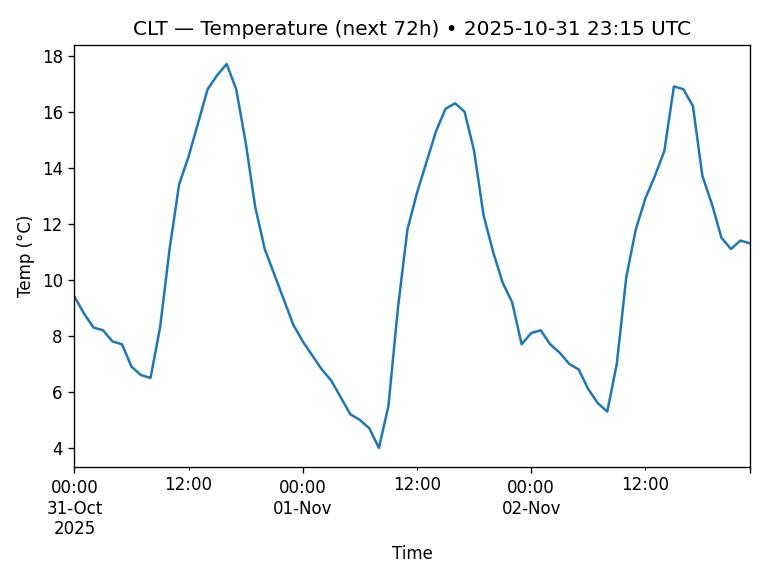 CLT — Temperature (next 72h) • 2025-10-31 23:15 UTC
18
16
14
12
10
8
6
4
Temp (°C)
00:00 12:00 00:00 12:00 00:00 12:00
31-Oct 01-Nov 02-Nov
2025
Time